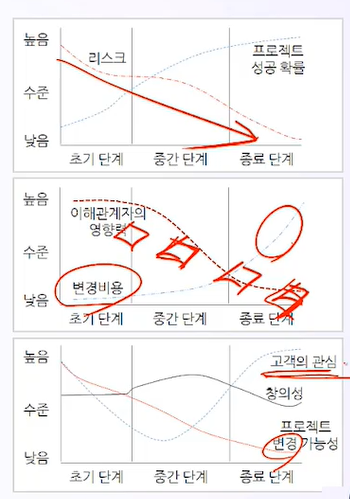 높음
리스크
프로젝트
성공 확률
수준
낮음
초기 단계 중간 단계 종료 단계
높음
이해관계자의
영향력
수준
변경비용
낮음
초기 단계 중간 단계 종료 단계
높음
고객의 관심
창의성
수준
프로젝트
변경 가능성
낮음
초기 단계 중간 단계 종료 단계